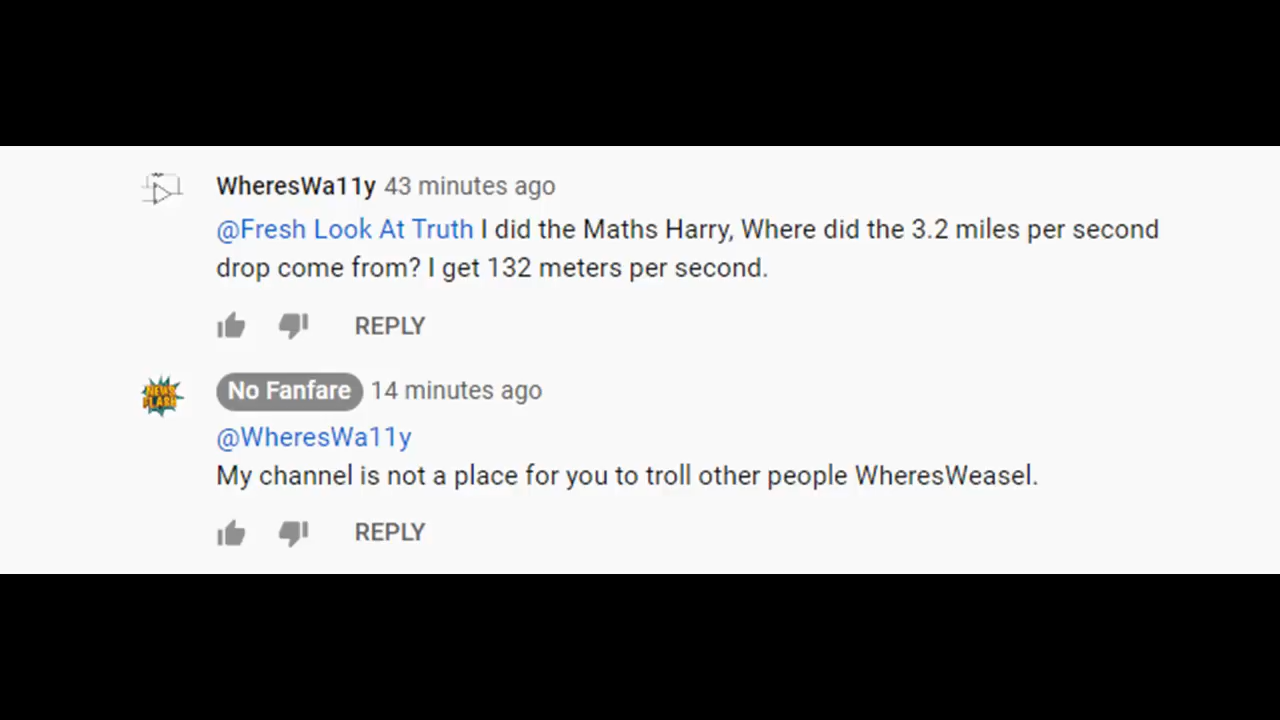 WheresWa11y 43 minutes ago
@Fresh Look At Truth I did the Maths Harry, Where did the 3.2 miles per second
drop come from? I get 132 meters per second.
REPLY
NEWS
FLASH
No Fanfare 14 minutes ago
@WheresWa11y
My channel is not a place for you to troll other people WheresWeasel.
REPLY